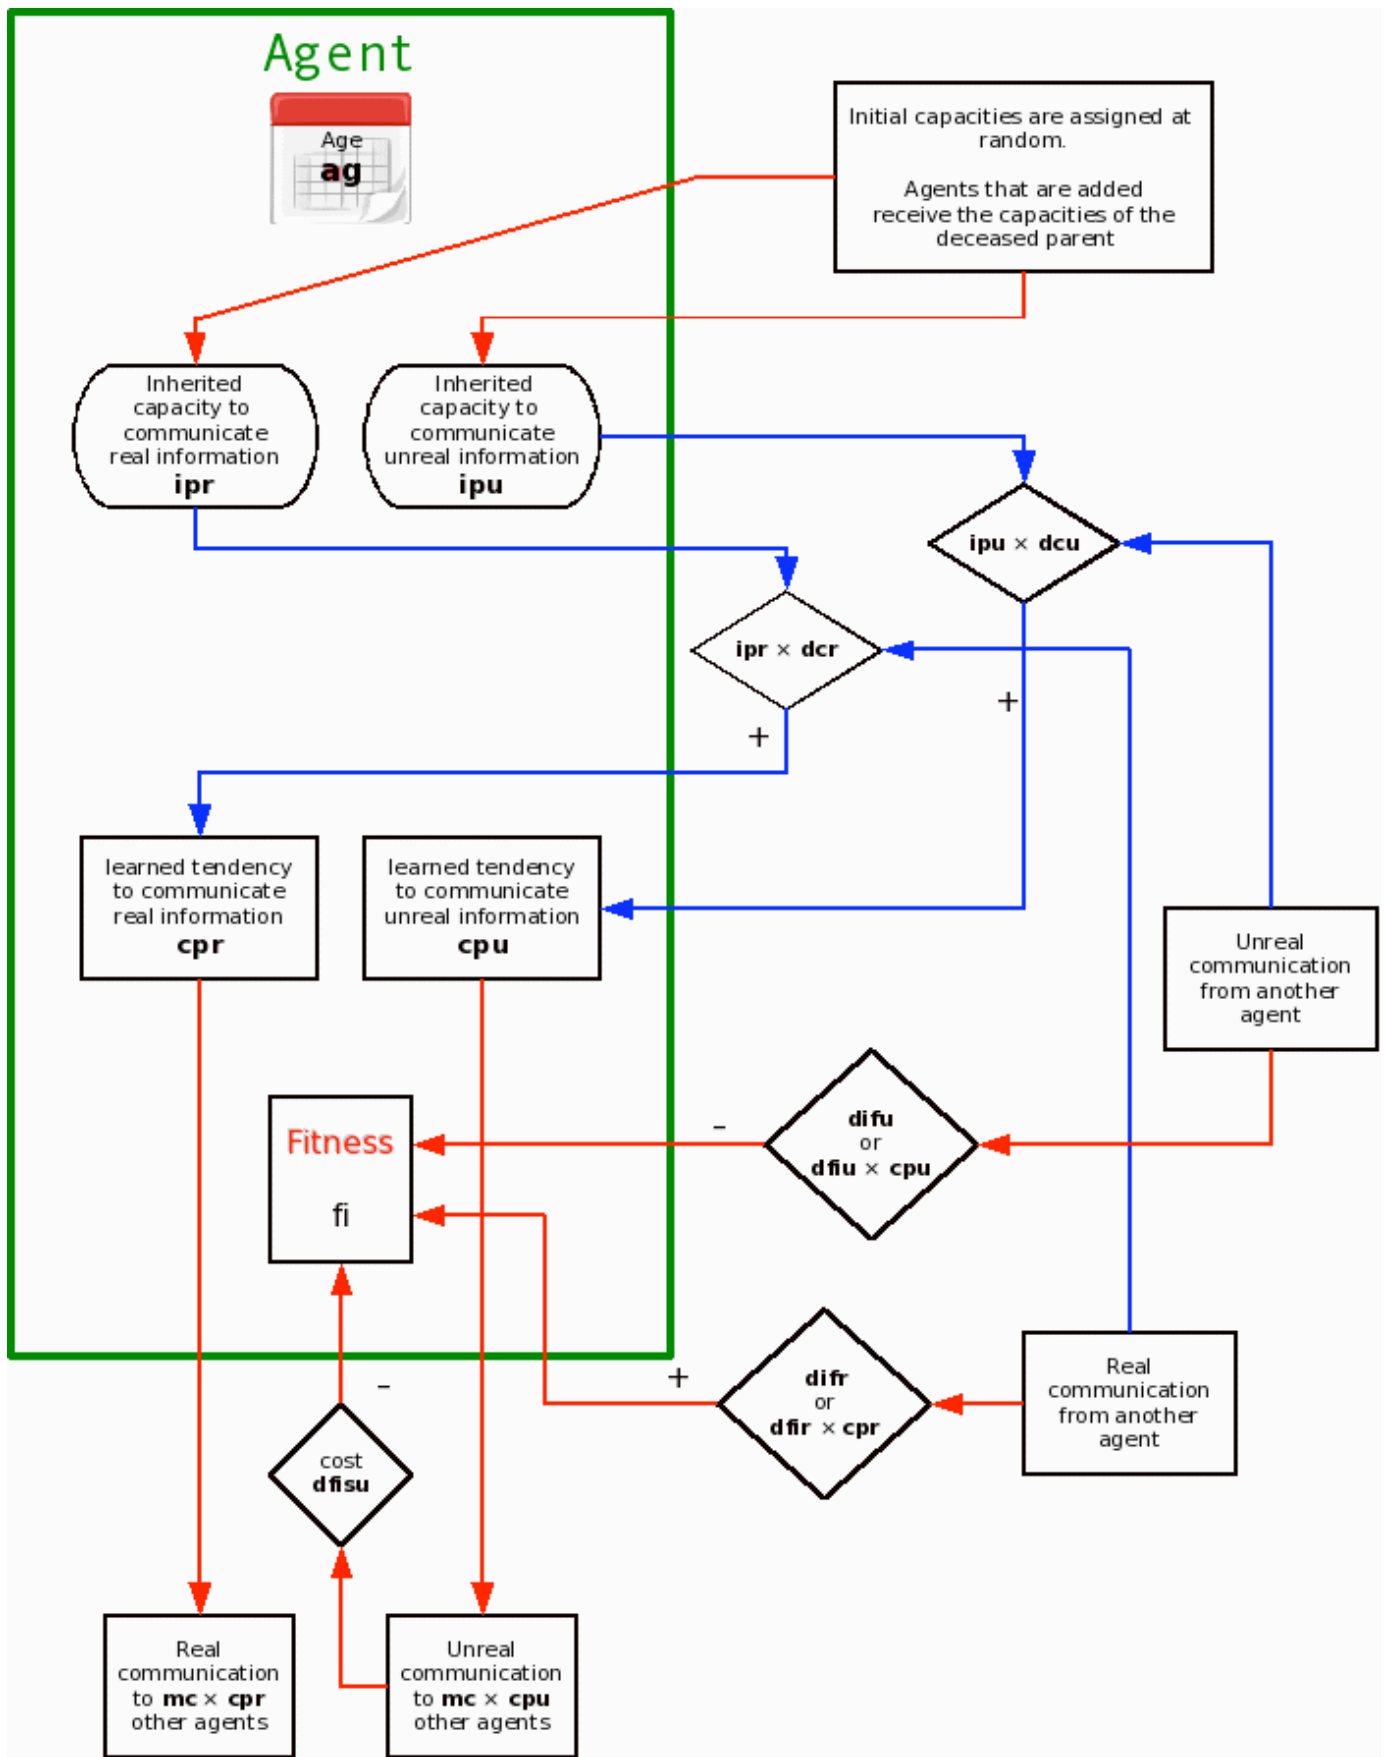 Agent
Age
ag
Initial capacities are assigned at
random.
Agents that are added
receive the capacities of the
deceased parent
Inherited
capacity to
communicate
real information
ipr
Inherited
capacity to
communicate
unreal information
ipu
ipu × dcu
ipr × dcr
+
+
learned tendency
to communicate
real information
cpr
learned tendency
to communicate
unreal information
cpu
Unreal
communication
from another
agent
Fitness
fi
–
difu
or
dfiu × cpu
+
difr
or
dfir × cpr
Real
communication
from another
agent
–
cost
dfisu
Real
communication
to mc × cpr
other agents
Unreal
communication
to mc × cpu
other agents